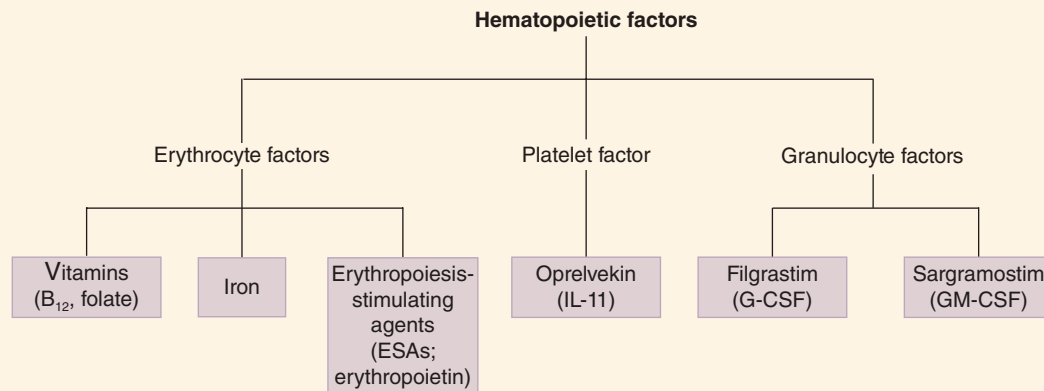 Hematopoietic factors
Erythrocyte factors
Platelet factor
Granulocyte factors
Vitamins
(B₁₂, folate)
Iron
Erythropoiesis-
stimulating
agents
(ESAs;
erythropoietin)
Oprelvekin
(IL-11)
Filgrastim
(G-CSF)
Sargramostim
(GM-CSF)